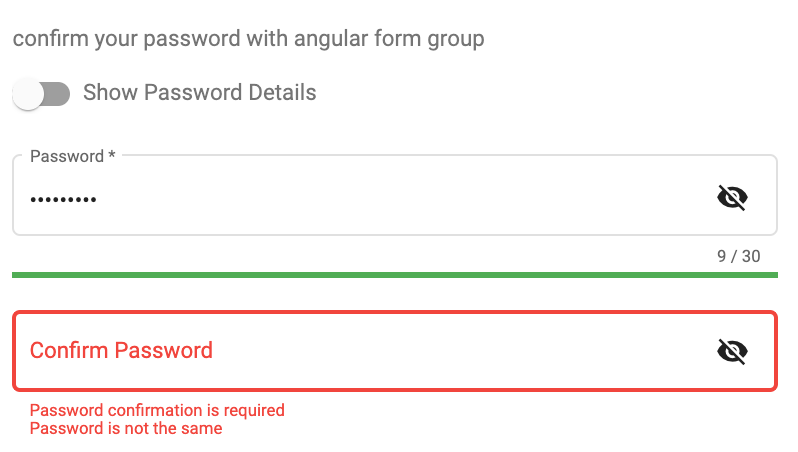 confirm your password with angular form group
Show Password Details
Password *
•••••••••
9 / 30
Confirm Password
Password confirmation is required
Password is not the same